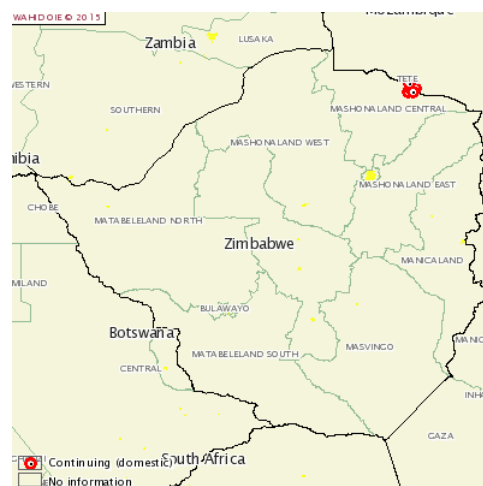 WAHID OIE © 2015
Mozambique
Zambia
LUSAKA
TETE
WESTERN
SOUTHERN
MASHONALAND CENTRAL
MASHONALAND WEST
nibia
MASHONALAND EAST
CHOBE
MATABELELAND NORTH
Zimbabwe
MANICALAND
MILAND
BULAWAYO
Botswana
MASVINGO
MANIC
MATABELELAND SOUTH
CENTRAL
INHA
GAZA
South Africa
Continuing (domestic)
No information